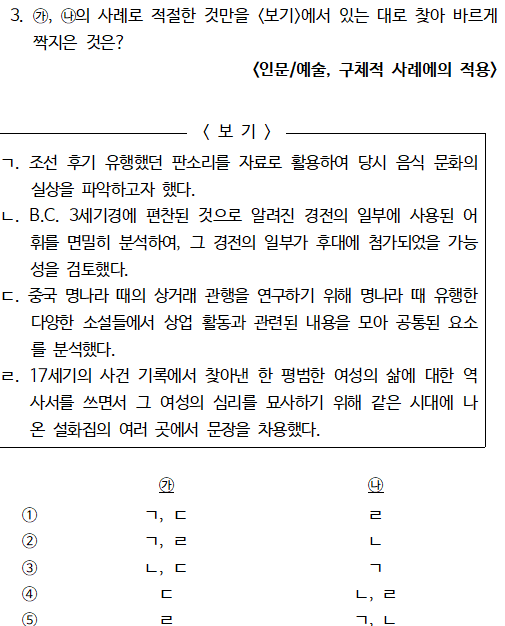 3. ㉮, ㉯의 사례로 적절한 것만을 <보기>에서 있는 대로 찾아 바르게
짝지은 것은?
<인문/예술, 구체적 사례에의 적용>
< 보 기 >
ㄱ. 조선 후기 유행했던 판소리를 자료로 활용하여 당시 음식 문화의
실상을 파악하고자 했다.
ㄴ. B.C. 3세기경에 편찬된 것으로 알려진 경전의 일부에 사용된 어
휘를 면밀히 분석하여, 그 경전의 일부가 후대에 첨가되었을 가능
성을 검토했다.
ㄷ. 중국 명나라 때의 상거래 관행을 연구하기 위해 명나라 때 유행한
다양한 소설들에서 상업 활동과 관련된 내용을 모아 공통된 요소
를 분석했다.
ㄹ. 17세기의 사건 기록에서 찾아낸 한 평범한 여성의 삶에 대한 역
사서를 쓰면서 그 여성의 심리를 묘사하기 위해 같은 시대에 나
온 설화집의 여러 곳에서 문장을 차용했다.
㉮ ㉯
① ㄱ, ㄷ ㄹ
② ㄱ, ㄹ ㄴ
③ ㄴ, ㄷ ㄱ
④ ㄷ ㄴ, ㄹ
⑤ ㄹ ㄱ, ㄴ